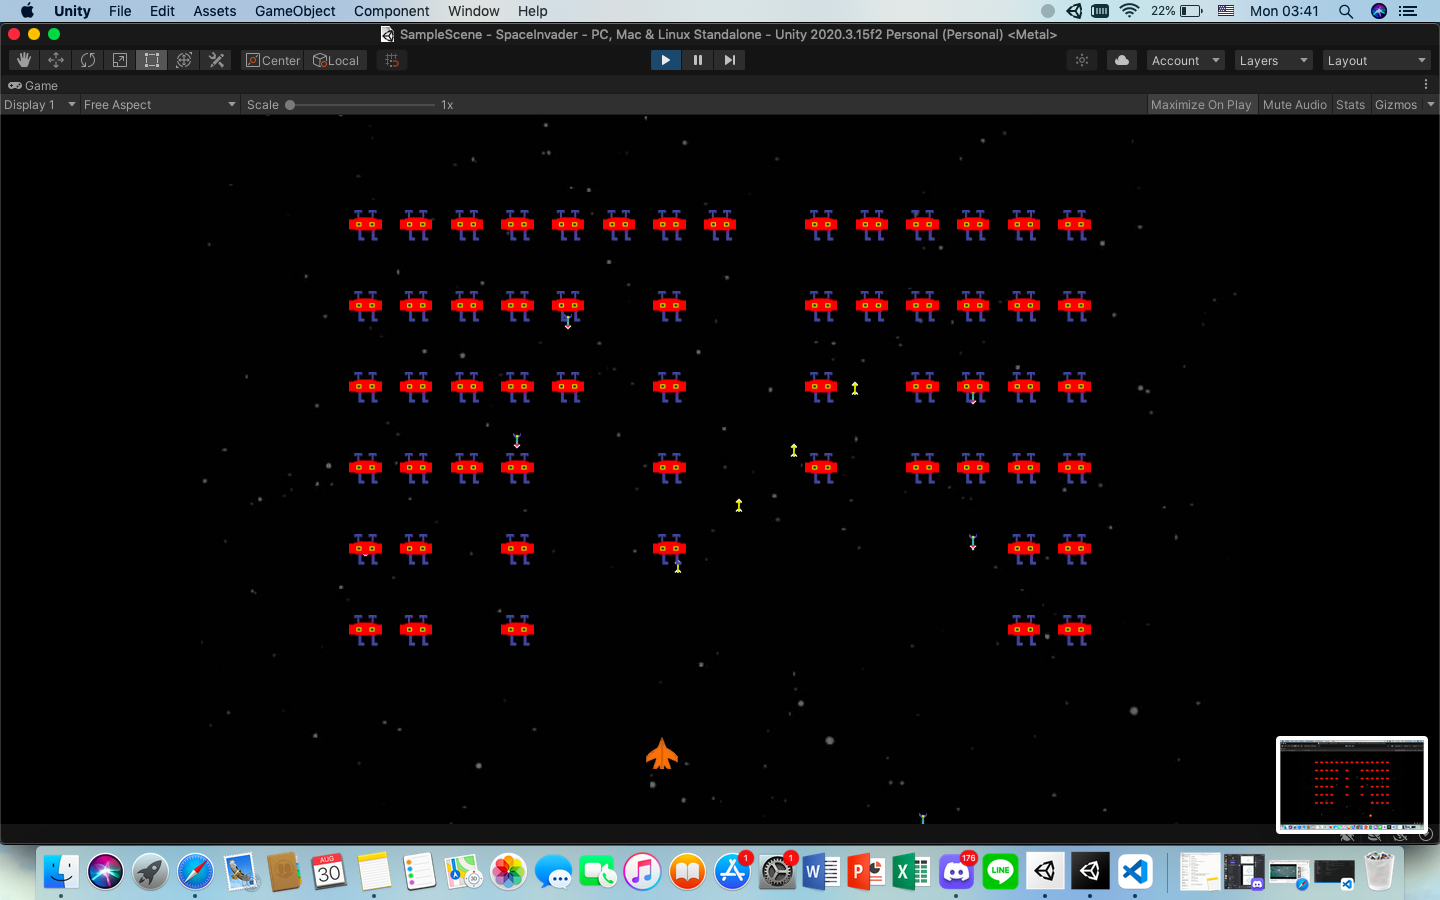 Unity File Edit Assets GameObject Component Window Help 22% Mon 03:41
SampleScene - SpaceInvader - PC, Mac & Linux Standalone - Unity 2020.3.15f2 Personal (Personal) <Metal>
Center Local Account Layers Layout
Game
Display 1 Free Aspect Scale 1x Maximize On Play Mute Audio Stats Gizmos
AUG
30
1
1
W
P
X
176
LINE